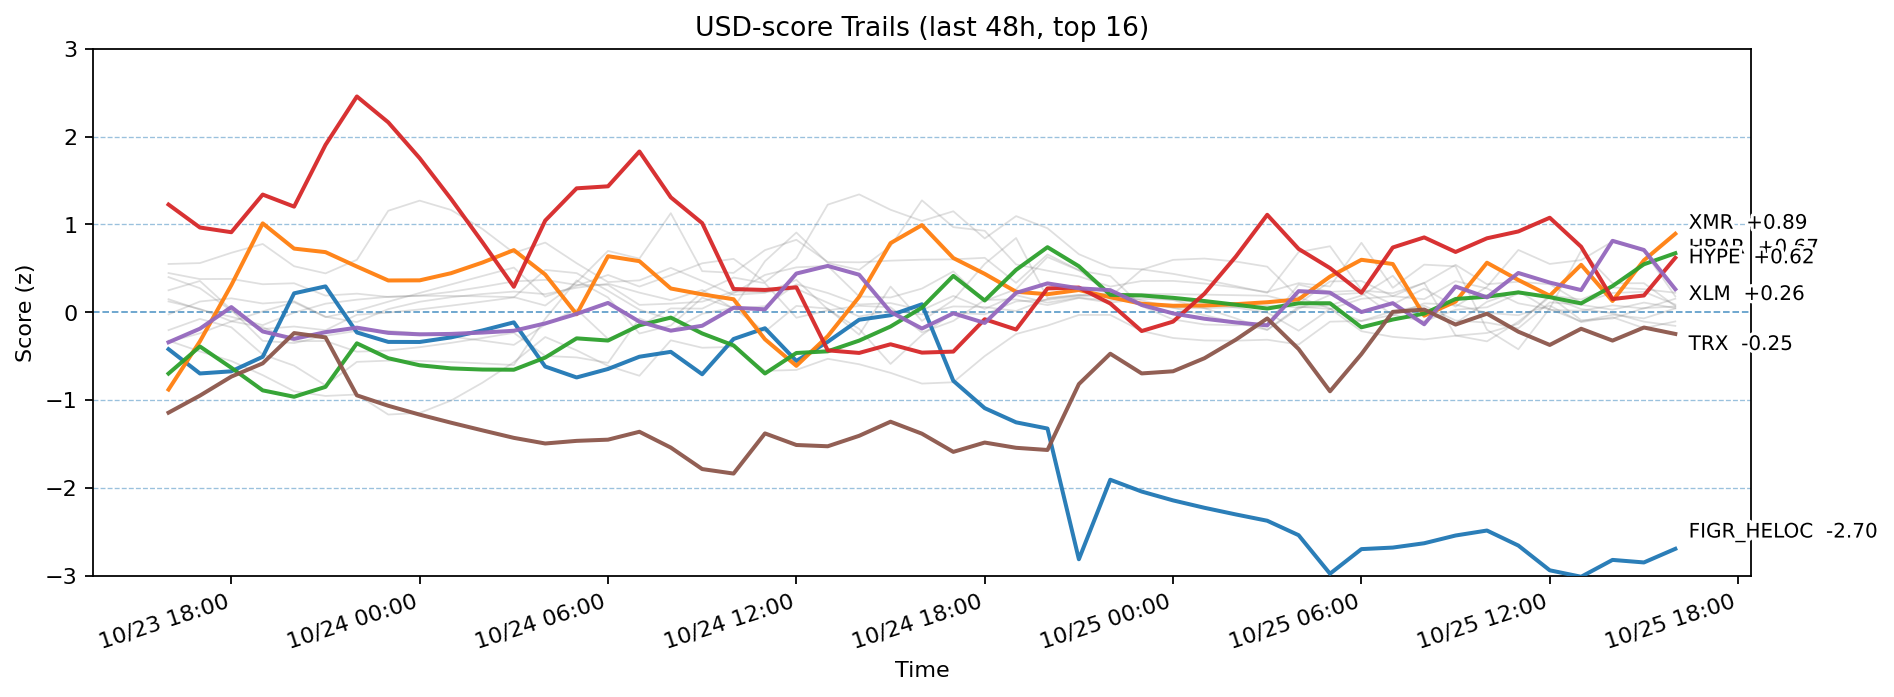 USD-score Trails (last 48h, top 16)
Score (z)
3
2
1
0
−1
−2
−3
XMR +0.89
HBAR +0.67
HYPE +0.62
XLM +0.26
TRX -0.25
FIGR_HELOC -2.70
10/23 18:00
10/24 00:00
10/24 06:00
10/24 12:00
10/24 18:00
10/25 00:00
10/25 06:00
10/25 12:00
10/25 18:00
Time